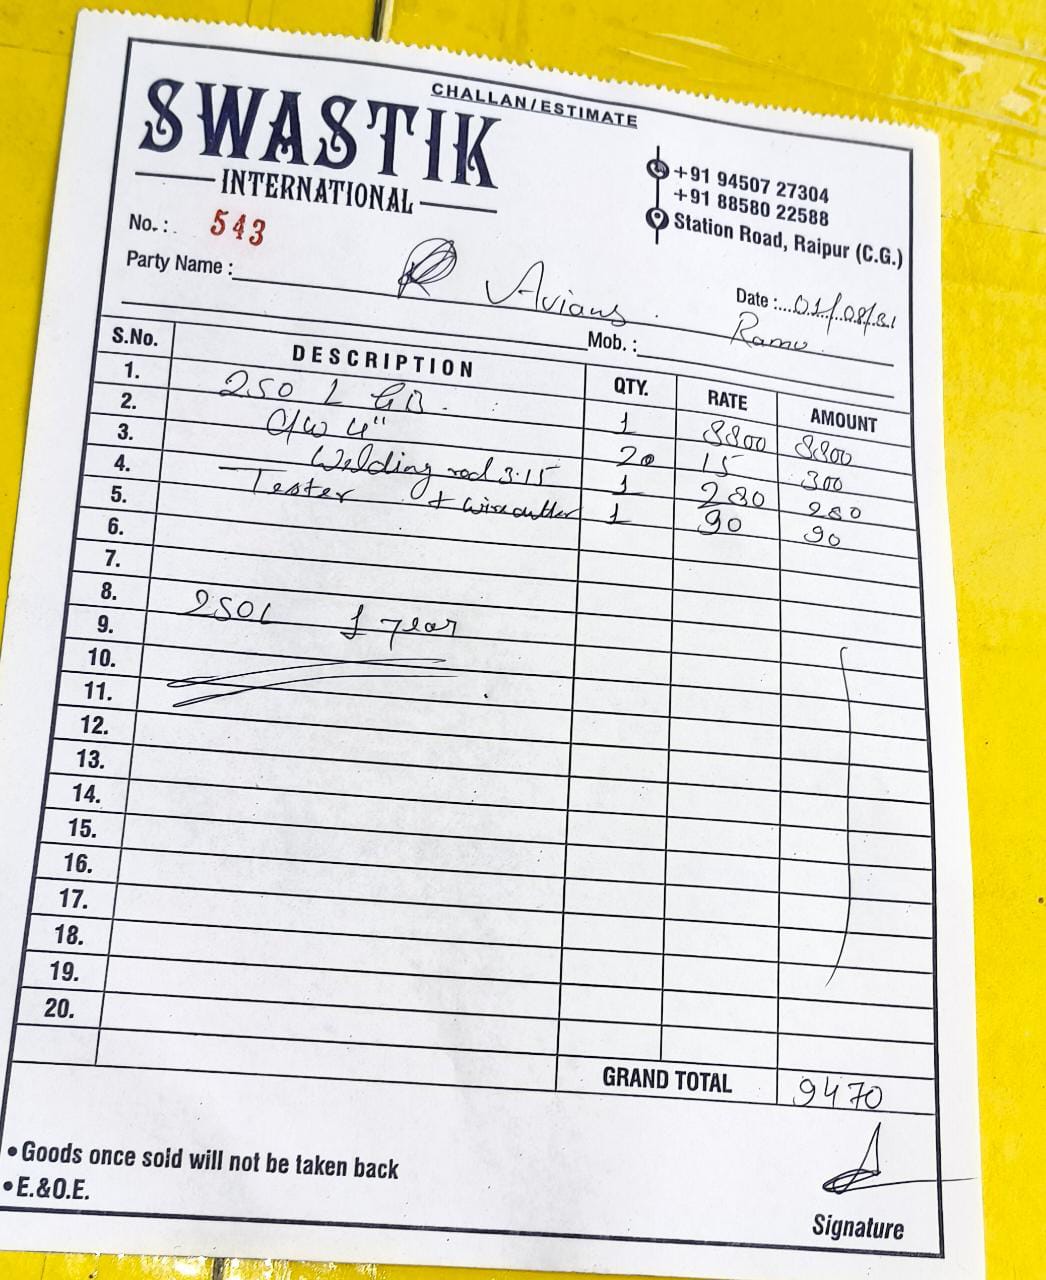 CHALLAN/ESTIMATE
SWASTIK
INTERNATIONAL
+91 94507 27304
+91 88580 22588
Station Road, Raipur (C.G.)
No.: 543
Date : 01/08/21
Party Name : Avians
Mob. : Ramu
S.No. DESCRIPTION QTY. RATE AMOUNT
1. 250 L GB. 1 8800 8800
2. C/W 4" 20 15 300
3. Welding rod 3.15 1 280 280
4. Tester + wire cutter 1 90 90
5.
6.
7.
8. 250L 1 year
9.
10.
11.
12.
13.
14.
15.
16.
17.
18.
19.
20.
GRAND TOTAL 9470
• Goods once sold will not be taken back
• E.&O.E.
Signature